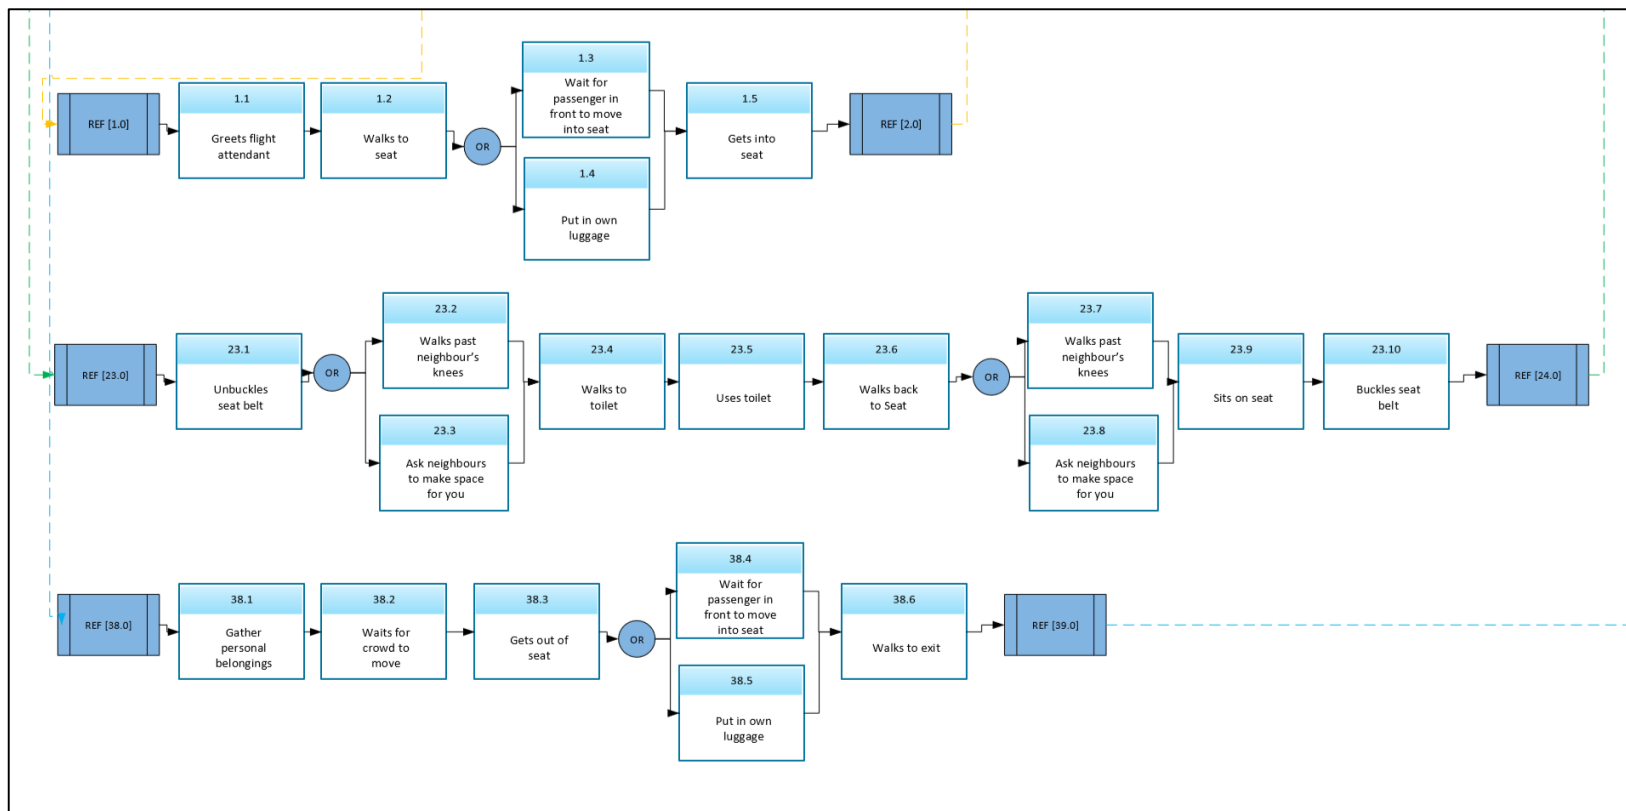 1.3
Wait for
passenger in
front to move
into seat
REF [1.0]
1.1
Greets flight
attendant
1.2
Walks to
seat
OR
1.4
Put in own
luggage
1.5
Gets into
seat
REF [2.0]
REF [23.0]
23.1
Unbuckles
seat belt
OR
23.2
Walks past
neighbour's
knees
23.3
Ask neighbours
to make space
for you
23.4
Walks to
toilet
23.5
Uses toilet
23.6
Walks back
to Seat
OR
23.7
Walks past
neighbour's
knees
23.8
Ask neighbours
to make space
for you
23.9
Sits on seat
23.10
Buckles seat
belt
REF [24.0]
REF [38.0]
38.1
Gather
personal
belongings
38.2
Waits for
crowd to
move
38.3
Gets out of
seat
OR
38.4
Wait for
passenger in
front to move
into seat
38.5
Put in own
luggage
38.6
Walks to exit
REF [39.0]